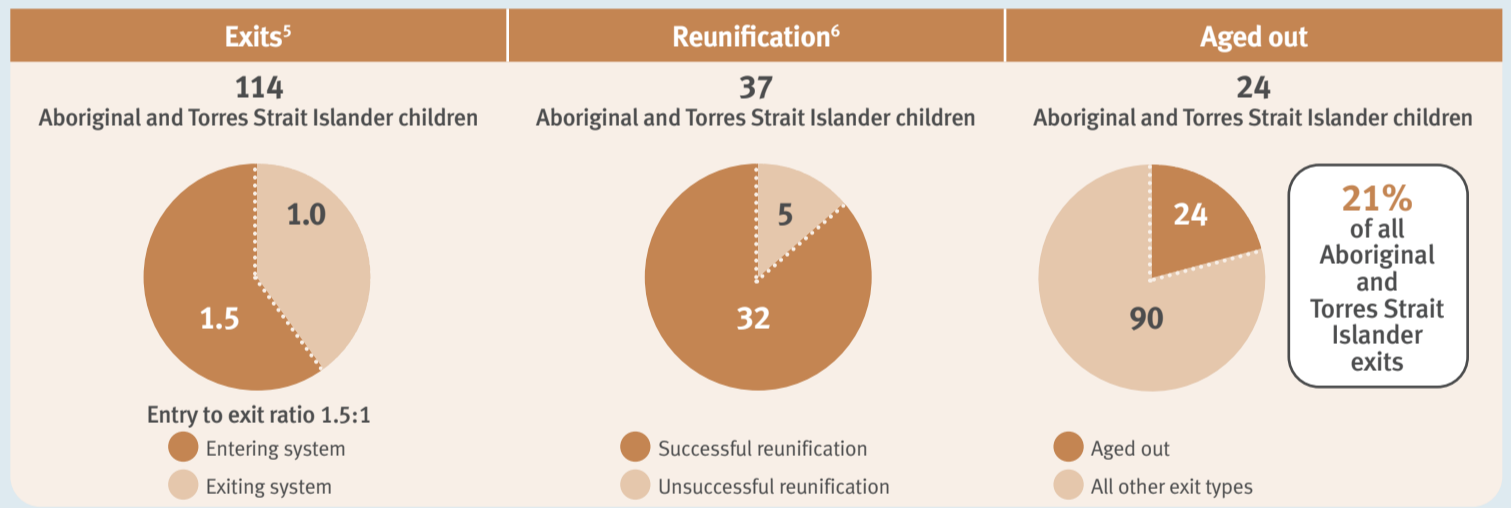 Exits⁵
114
Aboriginal and Torres Strait Islander children
1.0
1.5
Entry to exit ratio 1.5:1
Entering system
Exiting system
Reunification⁶
37
Aboriginal and Torres Strait Islander children
5
32
Successful reunification
Unsuccessful reunification
Aged out
24
Aboriginal and Torres Strait Islander children
24
90
21%
of all
Aboriginal
and
Torres Strait
Islander
exits
Aged out
All other exit types